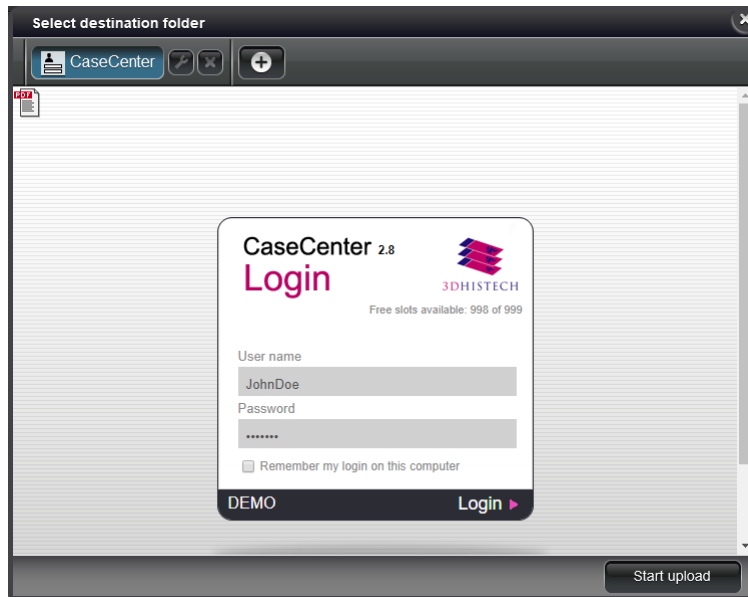 Select destination folder
CaseCenter
PDF
CaseCenter 2.8
Login
3DHISTECH
Free slots available: 998 of 999
User name
JohnDoe
Password
•••••••
Remember my login on this computer
DEMO Login
Start upload